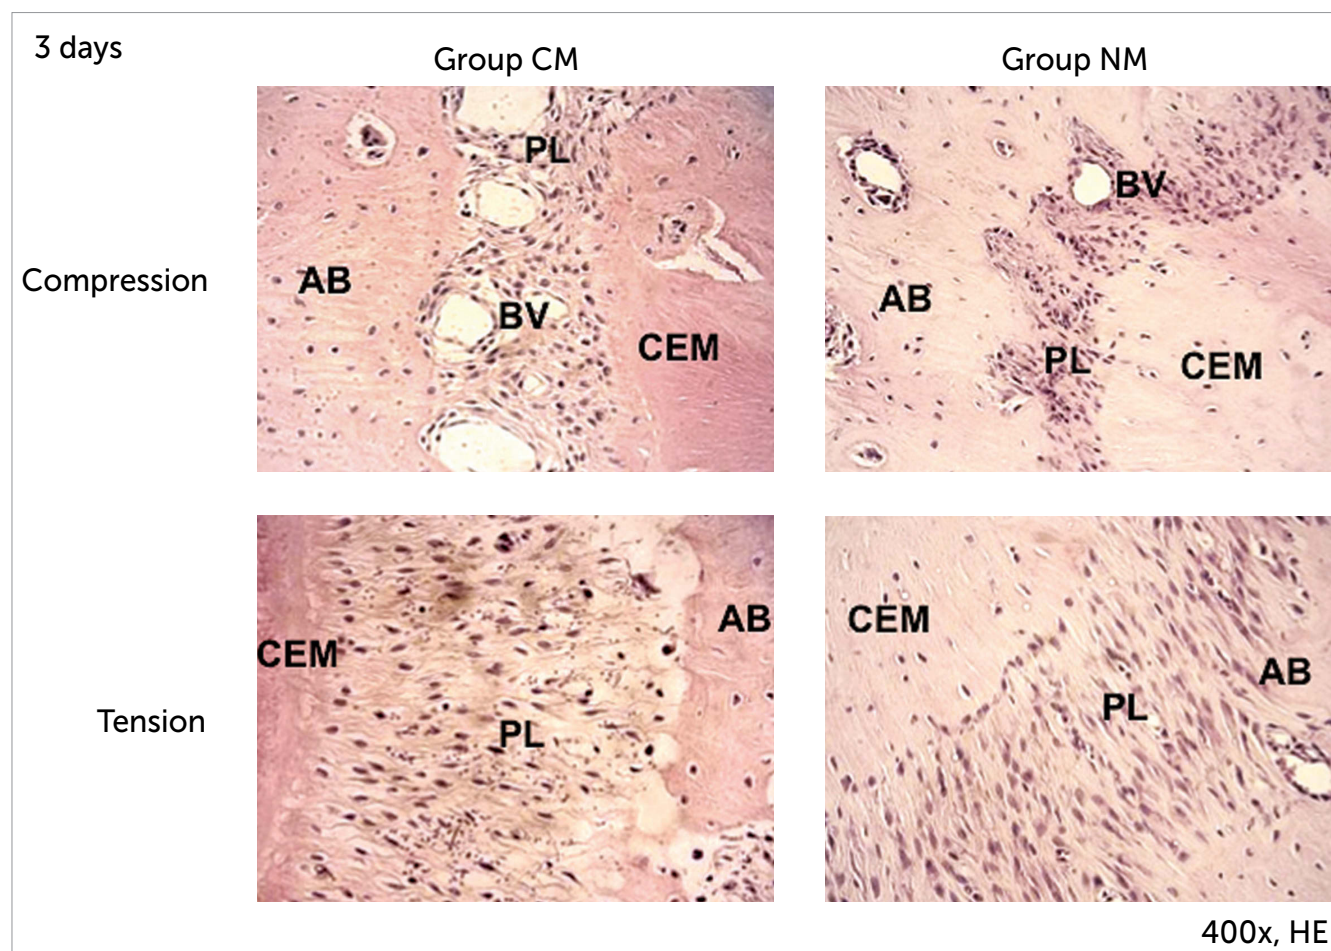 3 days
Group CM
Group NM
Compression
PL
AB
BV
CEM
BV
AB
PL
CEM
Tension
CEM
PL
AB
CEM
PL
AB
400x, HE